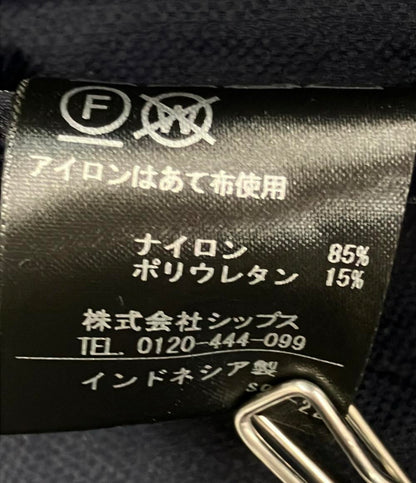 F W
アイロンはあて布使用
ナイロン 85%
ポリウレタン 15%
株式会社シップス
TEL. 0120-444-099
インドネシア製